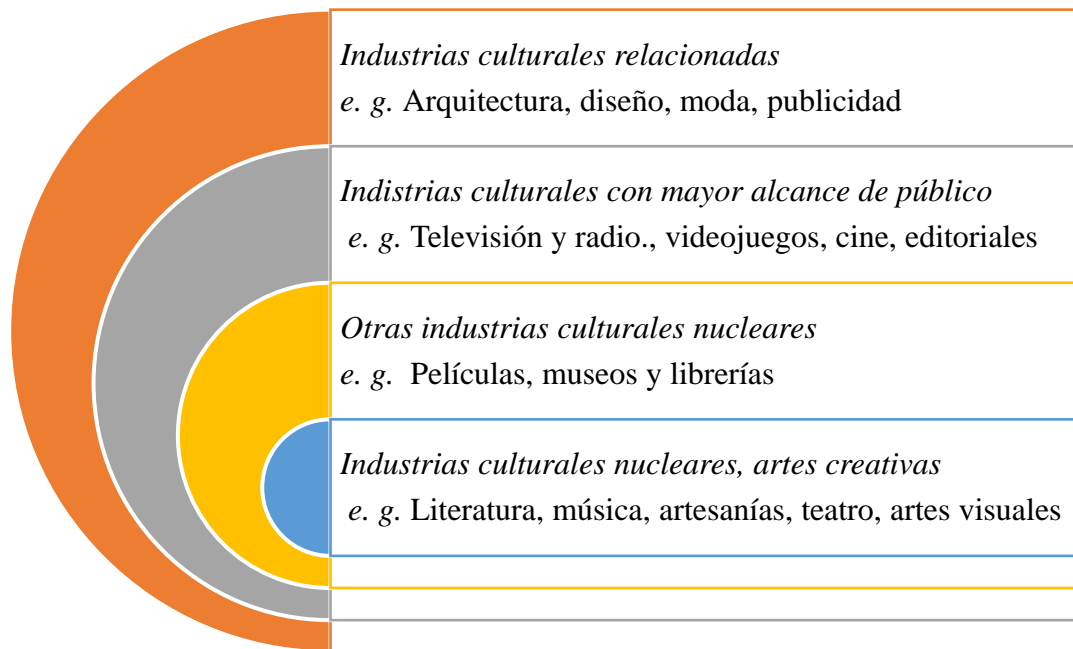 Industrias culturales relacionadas
e. g. Arquitectura, diseño, moda, publicidad
Indistrias culturales con mayor alcance de público
e. g. Televisión y radio., videojuegos, cine, editoriales
Otras industrias culturales nucleares
e. g. Películas, museos y librerías
Industrias culturales nucleares, artes creativas
e. g. Literatura, música, artesanías, teatro, artes visuales